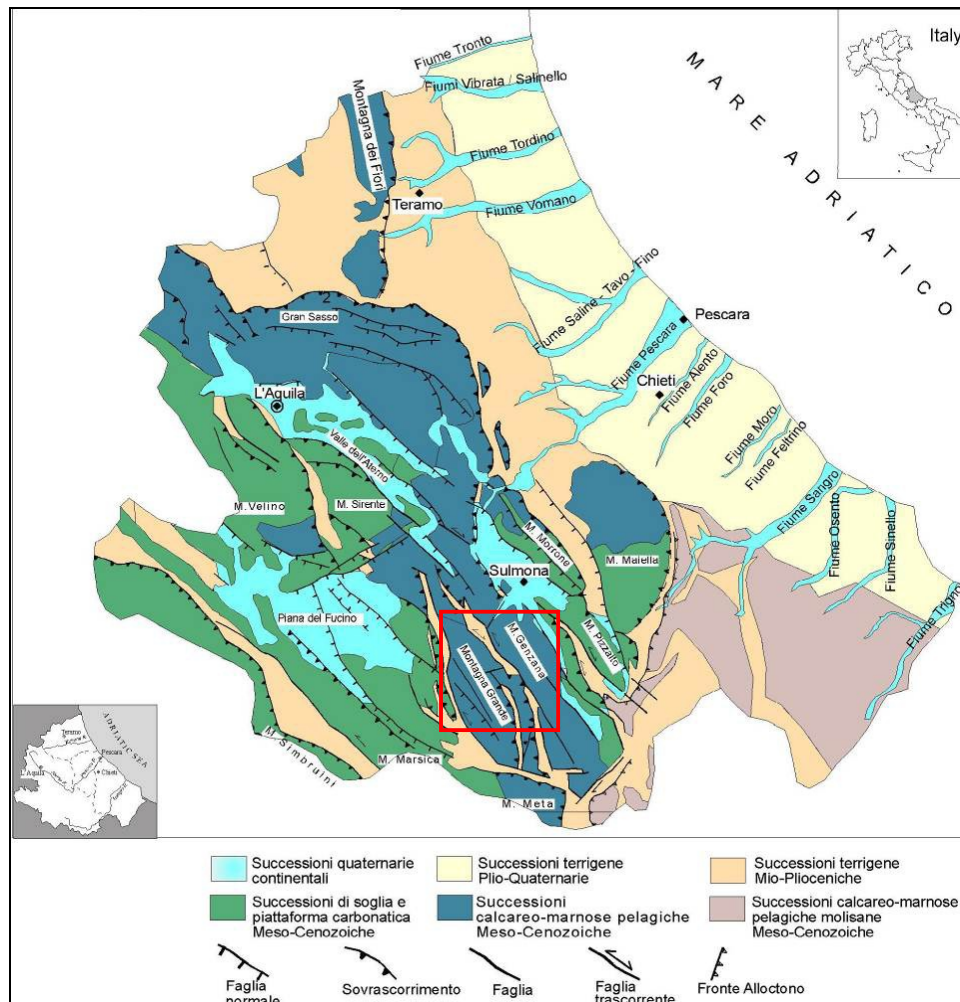 Italy
MARE ADRIATICO
Fiume Tronto
Fiumi Vibrata / Salinello
Montagna dei Fiori
Fiume Tordino
Teramo
Fiume Vomano
Fiume Saline - Tavo - Fino
2
Gran Sasso
Pescara
Fiume Pescara
Chieti
Fiume Alento
Fiume Foro
L'Aquila
Fiume Moro
Fiume Feltrino
Valle dell'Aterno
Fiume Sangro
M. Velino
M. Sirente
Fiume Osento
Fiume Sinello
M. Morrone
M. Maiella
Sulmona
Fiume Trigno
Piana del Fucino
M. Genzana
M. Pizzalto
Montagna Grande
M. Simbruini
M. Marsica
M. Meta
ADRIATIC SEA
Teramo
Pescara
L'Aquila
Chieti
Successioni quaternarie
continentali
Successioni terrigene
Plio-Quaternarie
Successioni terrigene
Mio-Plioceniche
Successioni di soglia e
piattaforma carbonatica
Meso-Cenozoiche
Successioni
calcareo-marnose pelagiche
Meso-Cenozoiche
Successioni calcareo-marnose
pelagiche molisane
Meso-Cenozoiche
Faglia
normale
Sovrascorrimento
Faglia
Faglia
trascorrente
Fronte Alloctono